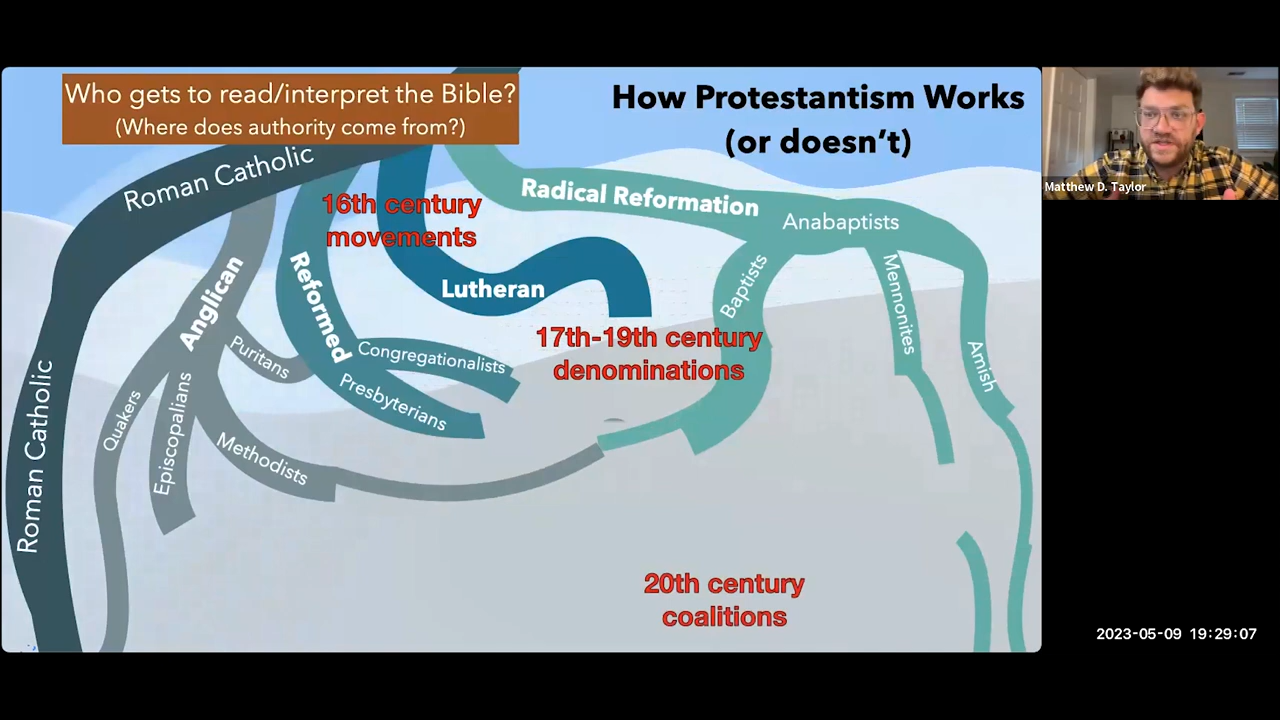 Who gets to read/interpret the Bible?
(Where does authority come from?)
How Protestantism Works
(or doesn't)
Matthew D. Taylor
Roman Catholic
Radical Reformation
Anabaptists
16th century
movements
Anglican
Reformed
Lutheran
Baptists
Mennonites
Amish
17th-19th century
denominations
Puritans
Congregationalists
Presbyterians
Quakers
Episcopalians
Methodists
Roman Catholic
20th century
coalitions
2023-05-09 19:29:07